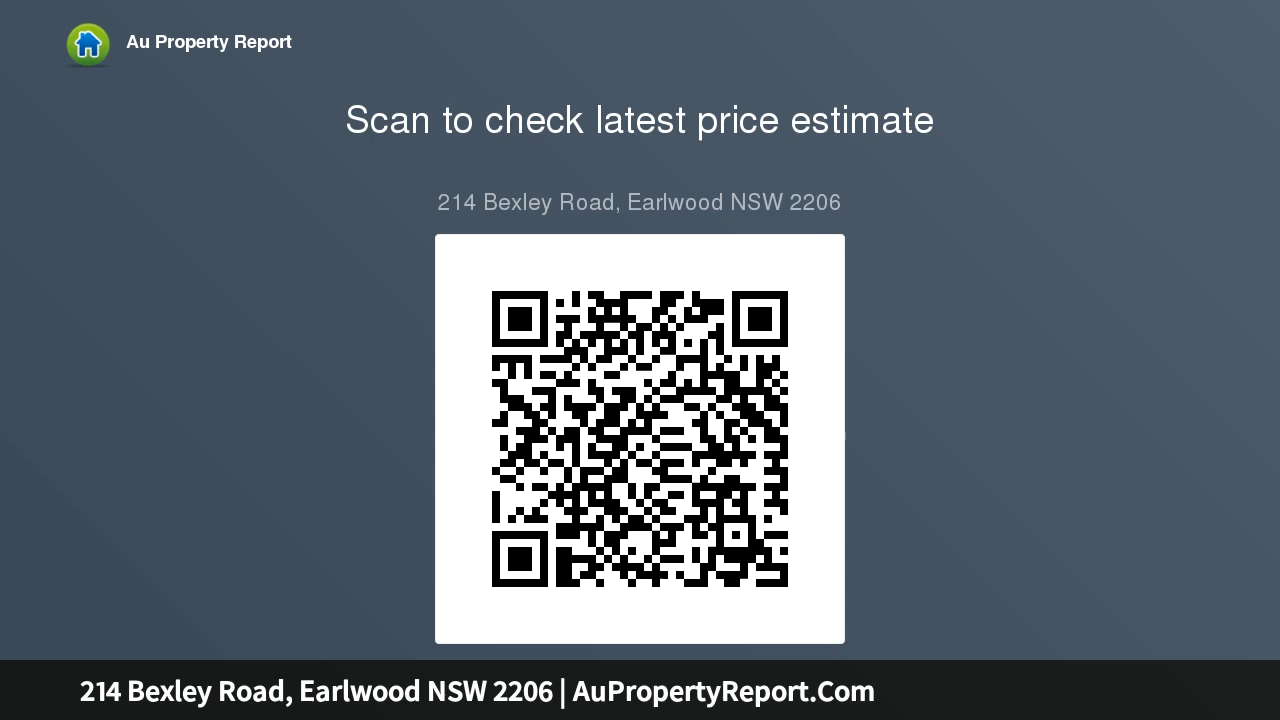 Au Property Report
Scan to check latest price estimate
214 Bexley Road, Earlwood NSW 2206
214 Bexley Road, Earlwood NSW 2206 | AuPropertyReport.Com